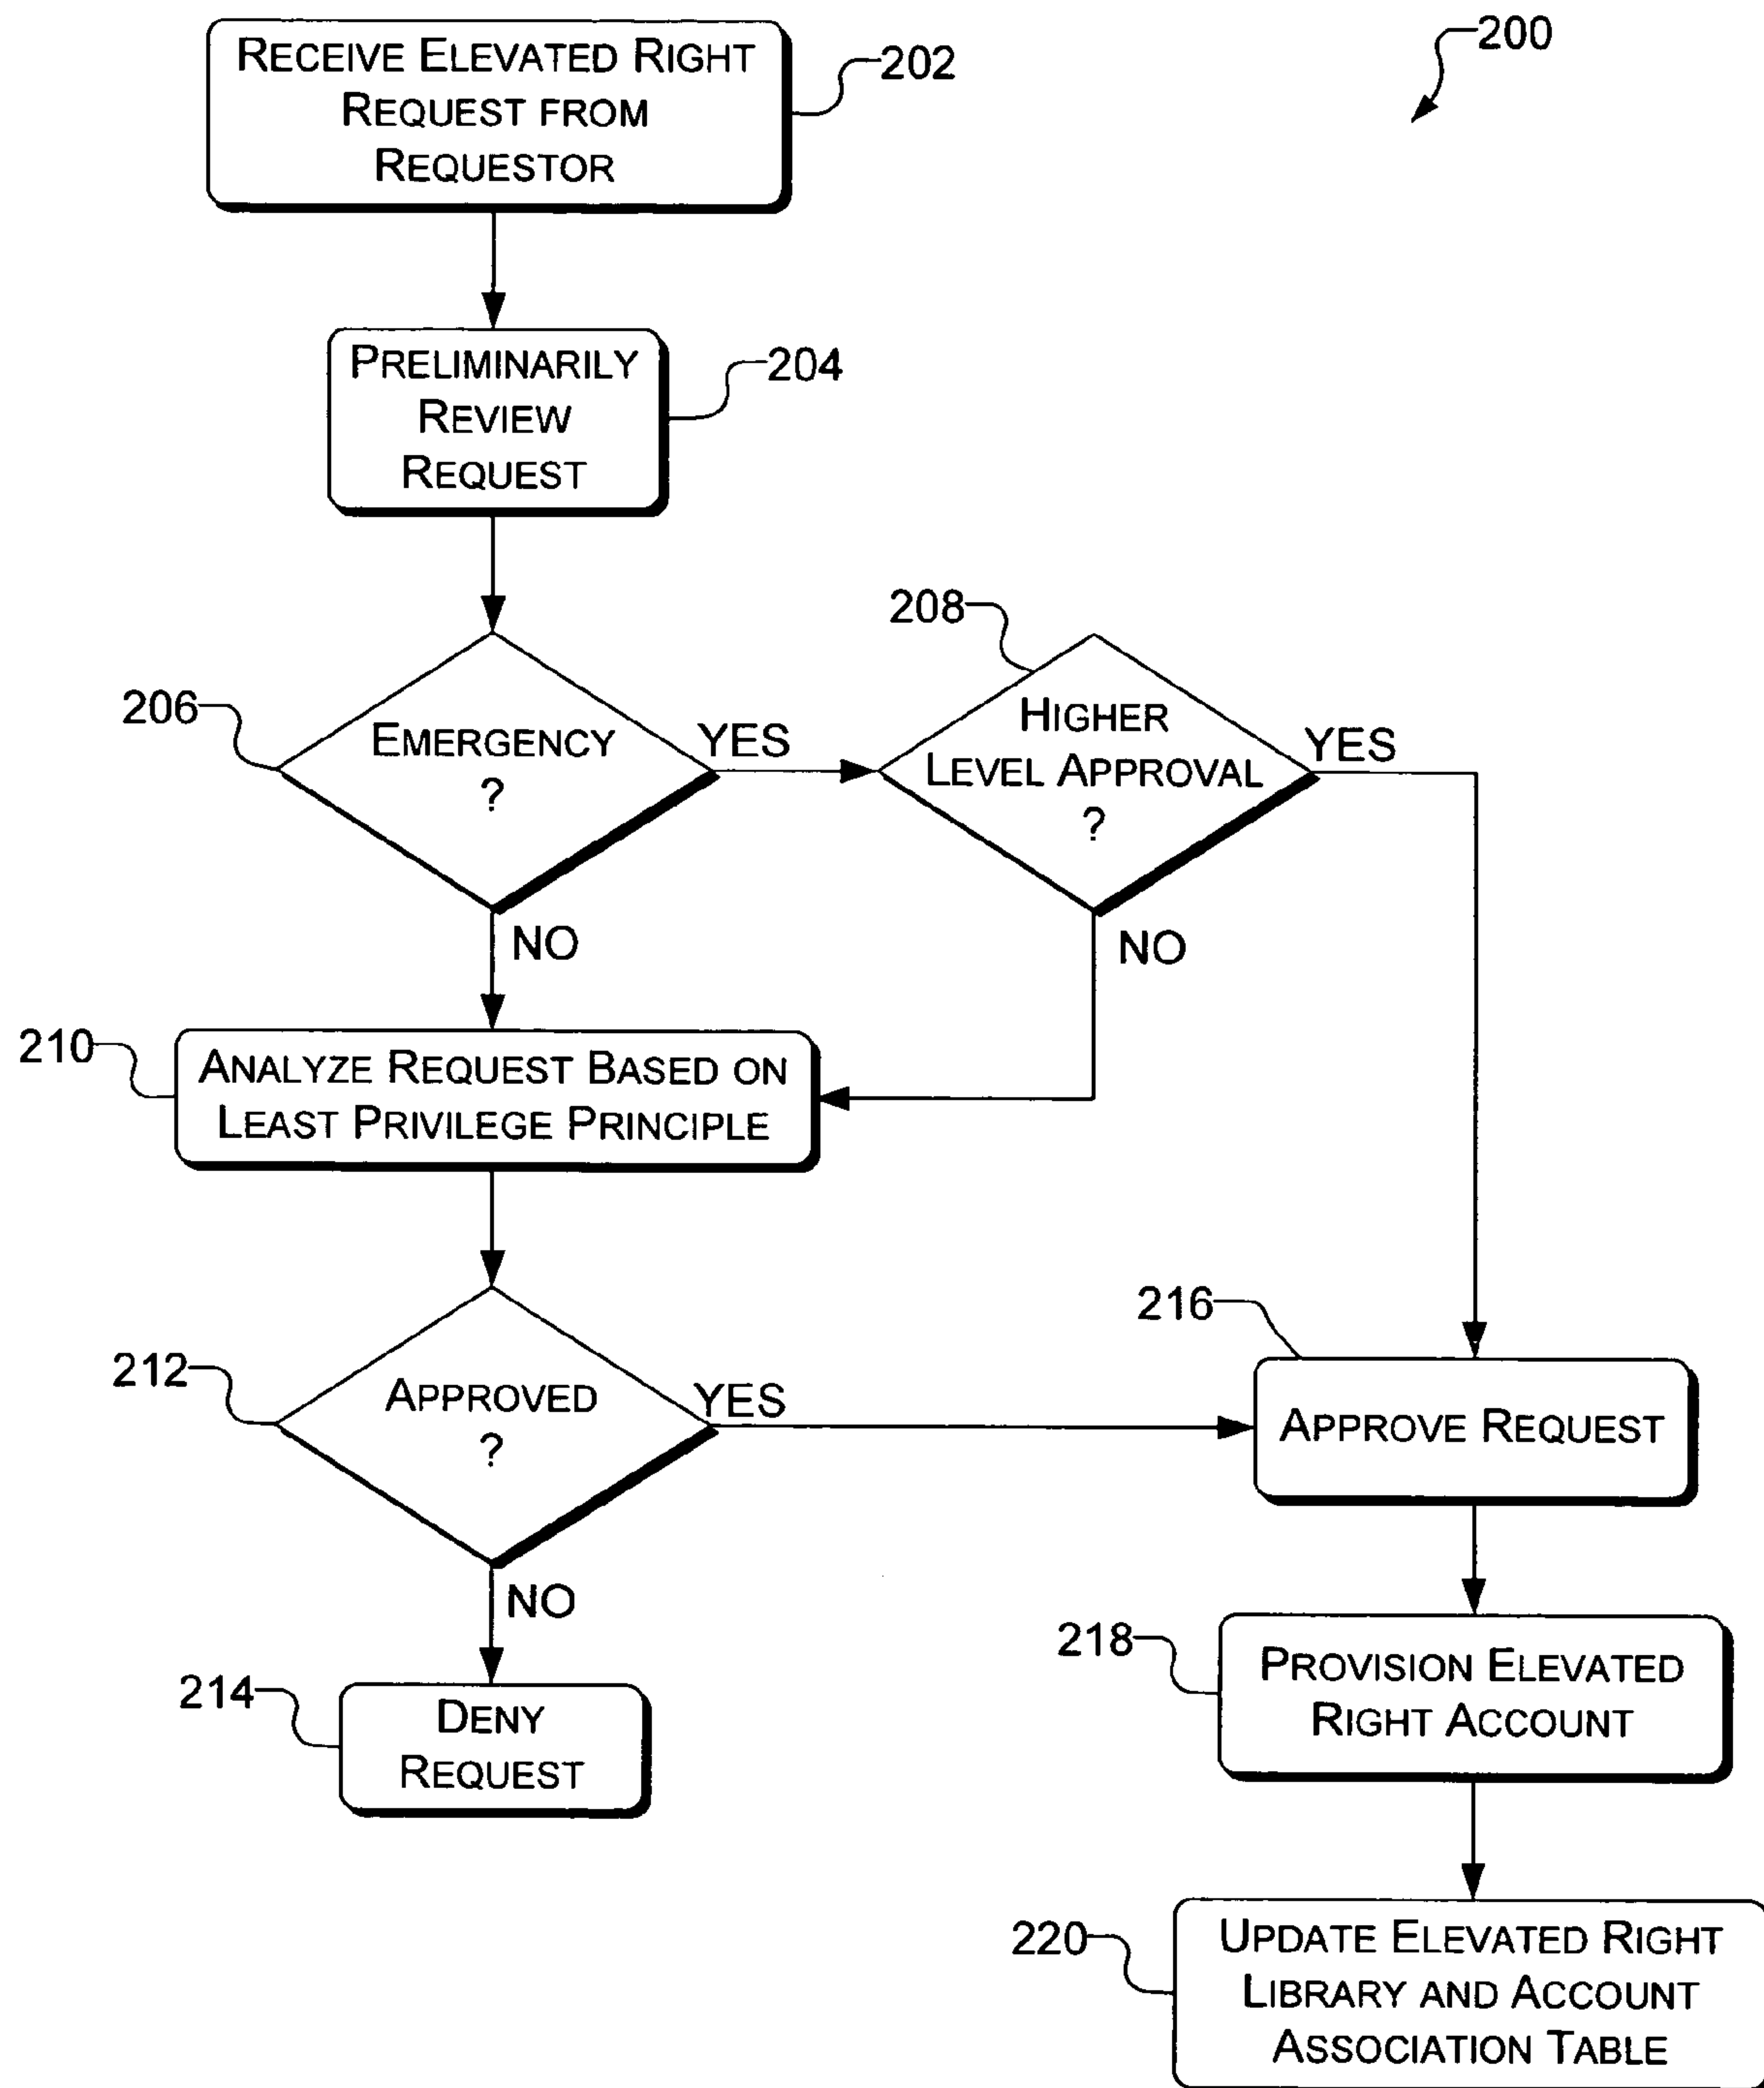 200
RECEIVE ELEVATED RIGHT
REQUEST FROM
REQUESTOR
202
PRELIMINARILY
REVIEW
REQUEST
204
206
EMERGENCY
?
YES
NO
208
HIGHER
LEVEL APPROVAL
?
YES
NO
210
ANALYZE REQUEST BASED ON
LEAST PRIVILEGE PRINCIPLE
212
APPROVED
?
YES
NO
214
DENY
REQUEST
216
APPROVE REQUEST
218
PROVISION ELEVATED
RIGHT ACCOUNT
220
UPDATE ELEVATED RIGHT
LIBRARY AND ACCOUNT
ASSOCIATION TABLE